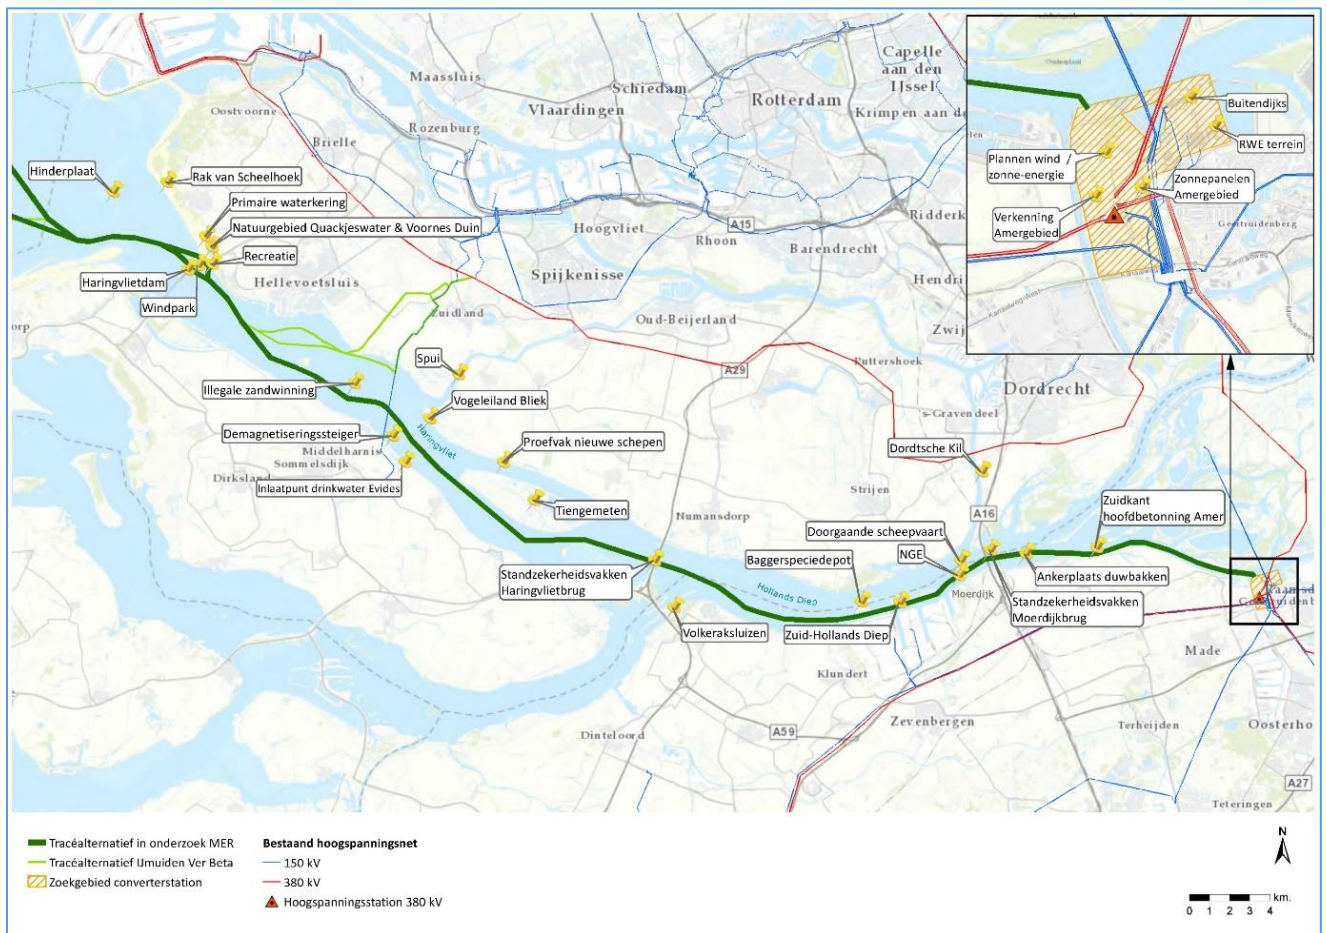 Maassluis
Schiedam
Capelle
aan den
IJssel
Vlaardingen
Rotterdam
Krimpen aan de
Oostvoorne
Rozenburg
Brielle
Hinderplaat
Rak van Scheelhoek
Primaire waterkering
Natuurgebied Quackjeswater & Voornes Duin
Recreatie
Haringvlietdam
Windpark
Hellevoetsluis
Hoogvliet
A15
Rhoon
Barendrecht
Ridderk
Spijkenisse
Hendri
Zuidland
Oud-Beijerland
Zwij
orp
Spui
A29
Puttershoek
Dordrecht
Illegale zandwinning
Vogeleiland Bliek
s-Gravendeel
Demagnetiseringssteiger
Haringvliet
Middelharnis
Sommelsdijk
Proefvak nieuwe schepen
Dordtsche Kil
Dirksland
Inlaatpunt drinkwater Evides
Strijen
Tiengemeten
Numansdorp
A16
Zuidkant
hoofdbetonning Amer
Doorgaande scheepvaart
NGE
Standzekerheidsvakken
Haringvlietbrug
Baggerspeciedepot
Ankerplaats duwbakken
Hollands Diep
Moerdijk
Standzekerheidsvakken
Moerdijkbrug
Volkeraksluizen
Zuid-Hollands Diep
Made
Klundert
Zevenbergen
Terheijden
Oosterho
Dinteloord
A59
A27
Teteringen
Buitendijks
RWE terrein
Plannen wind /
zonne-energie
Zonnepanelen
Amergebied
Verkenning
Amergebied
Geertruidenberg
Kanaalweg-West
Tracéalternatief in onderzoek MER
Tracéalternatief IJmuiden Ver Beta
Zoekgebied converterstation
Bestaand hoogspanningsnet
150 kV
380 kV
Hoogspanningsstation 380 kV
N
km.
0 1 2 3 4